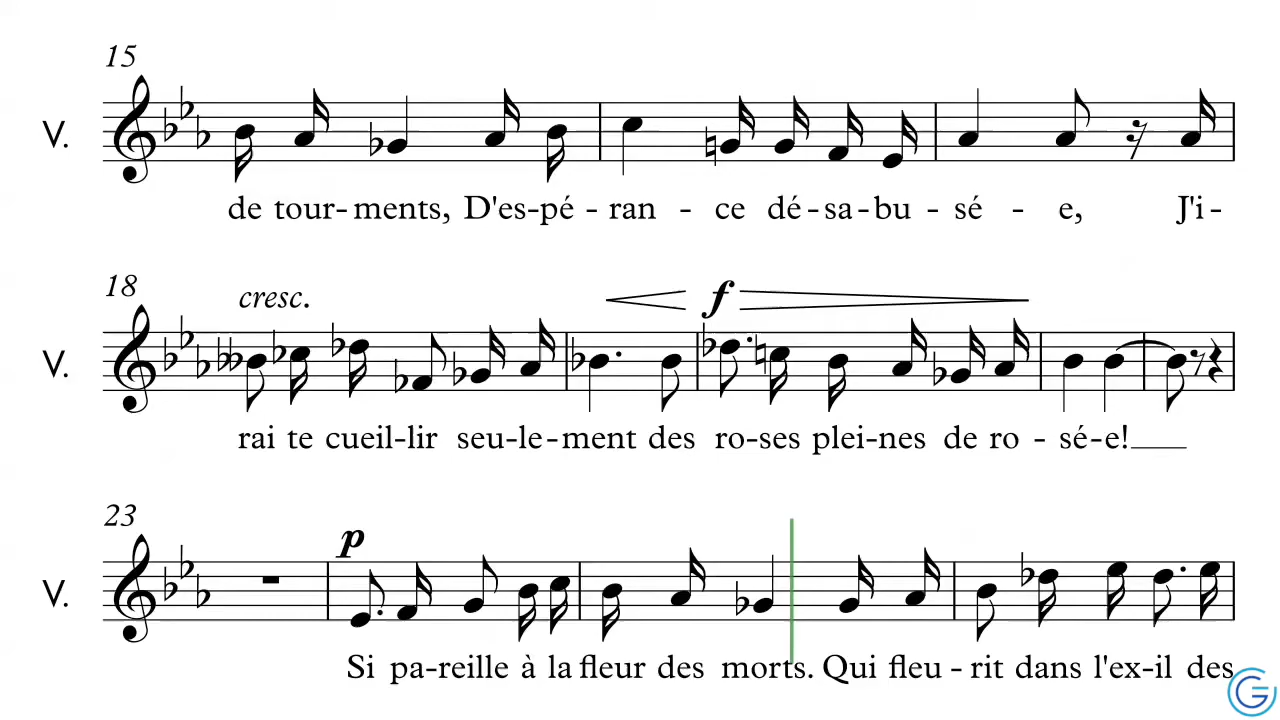 15
V.
de tour-ments, D'es-pé - ran - ce dé-sa-bu - sé - e, J'i-
18
cresc.
f
V.
rai te cueil-lir seu-le-ment des ro-ses plei-nes de ro - sé-e!
23
p
V.
Si pa-reille à la fleur des morts. Qui fleu - rit dans l'ex-il des